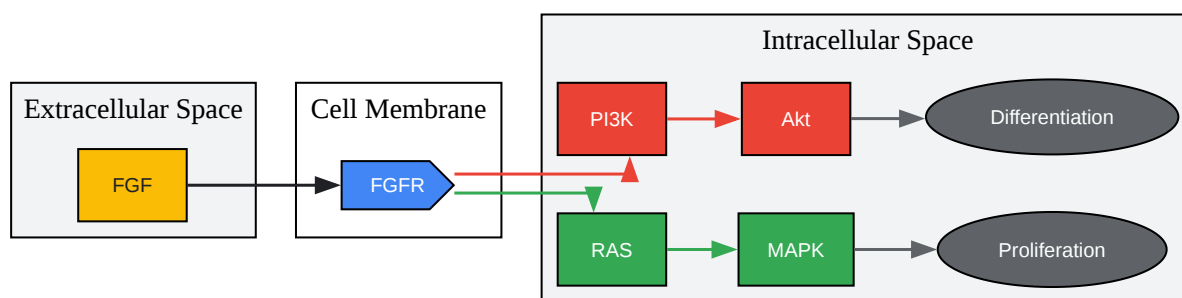 Extracellular Space
FGF
Cell Membrane
FGFR
Intracellular Space
PI3K
Akt
Differentiation
RAS
MAPK
Proliferation